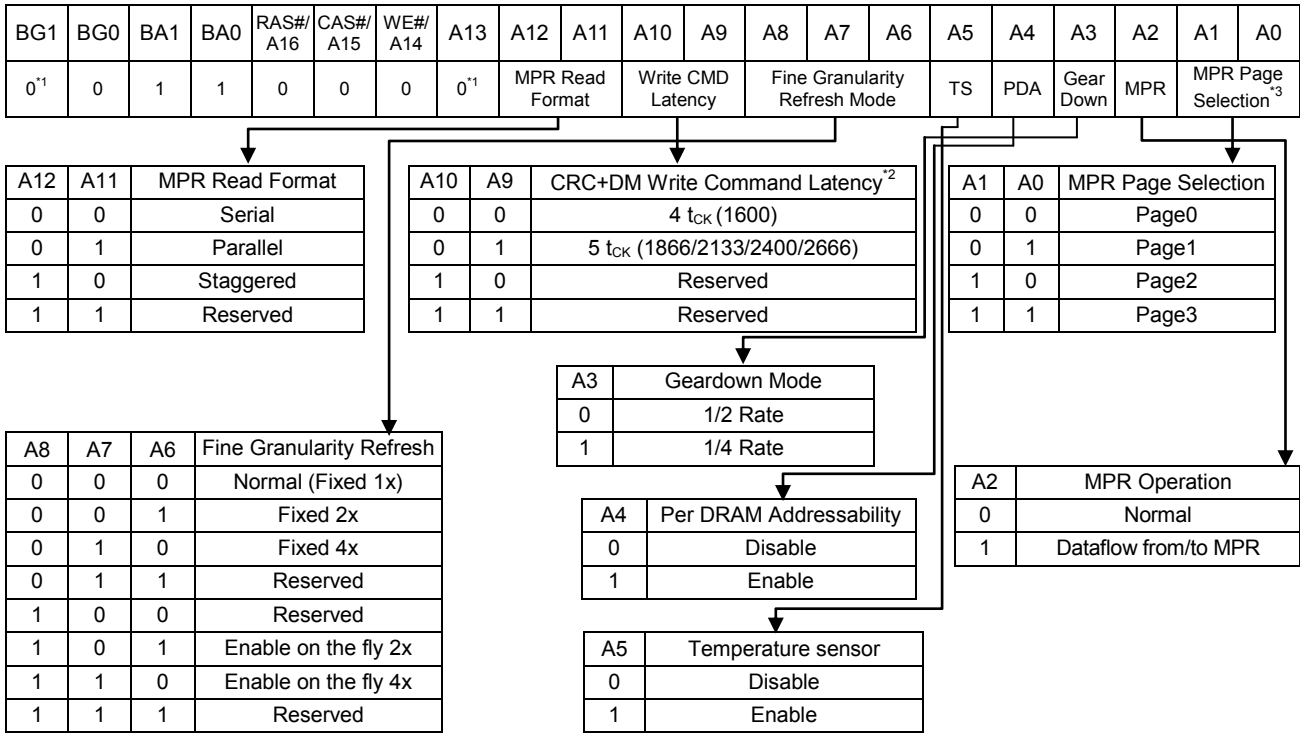 BG1 BG0 BA1 BA0 RAS#/A16 CAS#/A15 WE#/A14 A13 A12 A11 A10 A9 A8 A7 A6 A5 A4 A3 A2 A1 A0
0*1 0 1 1 0 0 0 0*1 MPR Read Format Write CMD Latency Fine Granularity Refresh Mode TS PDA Gear Down MPR MPR Page Selection*3
A12 A11 MPR Read Format
0 0 Serial
0 1 Parallel
1 0 Staggered
1 1 Reserved
A10 A9 CRC+DM Write Command Latency*2
0 0 4 tCK (1600)
0 1 5 tCK (1866/2133/2400/2666)
1 0 Reserved
1 1 Reserved
A1 A0 MPR Page Selection
0 0 Page0
0 1 Page1
1 0 Page2
1 1 Page3
A3 Geardown Mode
0 1/2 Rate
1 1/4 Rate
A8 A7 A6 Fine Granularity Refresh
0 0 0 Normal (Fixed 1x)
0 0 1 Fixed 2x
0 1 0 Fixed 4x
0 1 1 Reserved
1 0 0 Reserved
1 0 1 Enable on the fly 2x
1 1 0 Enable on the fly 4x
1 1 1 Reserved
A4 Per DRAM Addressability
0 Disable
1 Enable
A2 MPR Operation
0 Normal
1 Dataflow from/to MPR
A5 Temperature sensor
0 Disable
1 Enable